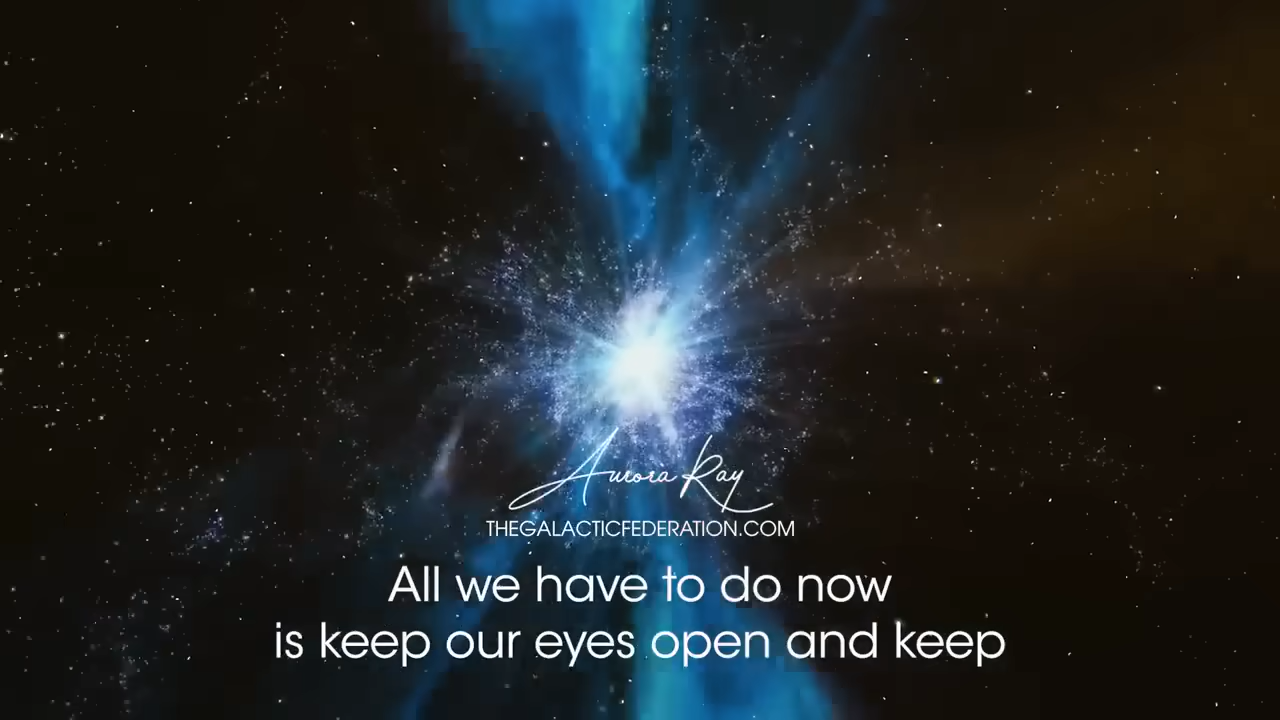 Aurora Ray
THEGALACTICFEDERATION.COM
All we have to do now
is keep our eyes open and keep